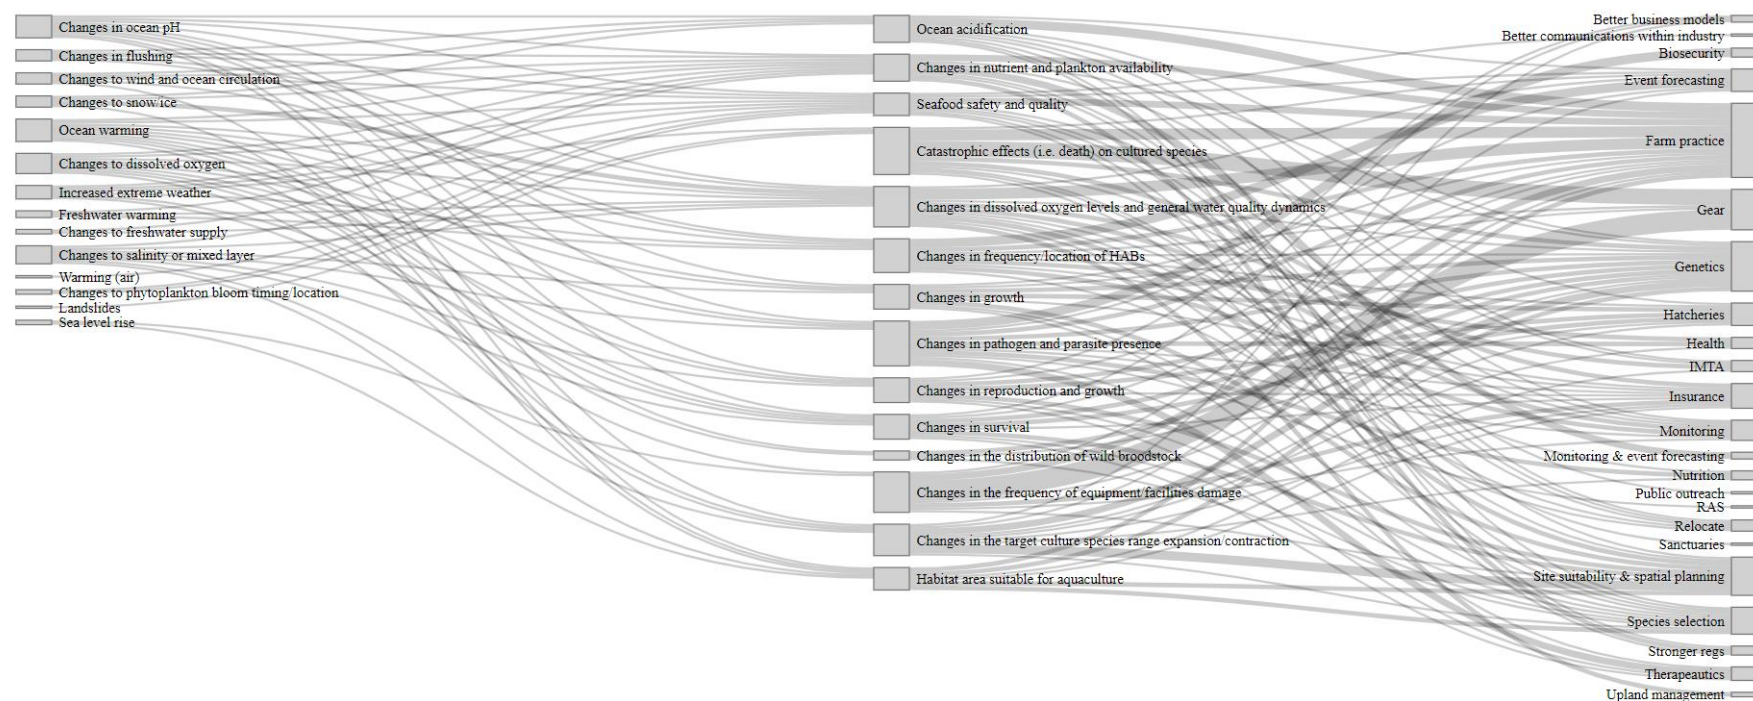 Changes in ocean pH
Changes in flushing
Changes to wind and ocean circulation
Changes to snow/ice
Ocean warming
Changes to dissolved oxygen
Increased extreme weather
Freshwater warming
Changes to freshwater supply
Changes to salinity or mixed layer
Warming (air)
Changes to phytoplankton bloom timing/location
Landslides
Sea level rise
Ocean acidification
Changes in nutrient and plankton availability
Seafood safety and quality
Catastrophic effects (i.e. death) on cultured species
Changes in dissolved oxygen levels and general water quality dynamics
Changes in frequency/location of HABs
Changes in growth
Changes in pathogen and parasite presence
Changes in reproduction and growth
Changes in survival
Changes in the distribution of wild broodstock
Changes in the frequency of equipment/facilities damage
Changes in the target culture species range expansion/contraction
Habitat area suitable for aquaculture
Better business models
Better communications within industry
Biosecurity
Event forecasting
Farm practice
Gear
Genetics
Hatcheries
Health
IMTA
Insurance
Monitoring
Monitoring & event forecasting
Nutrition
Public outreach
RAS
Relocate
Sanctuaries
Site suitability & spatial planning
Species selection
Stronger regs
Therapeautics
Upland management